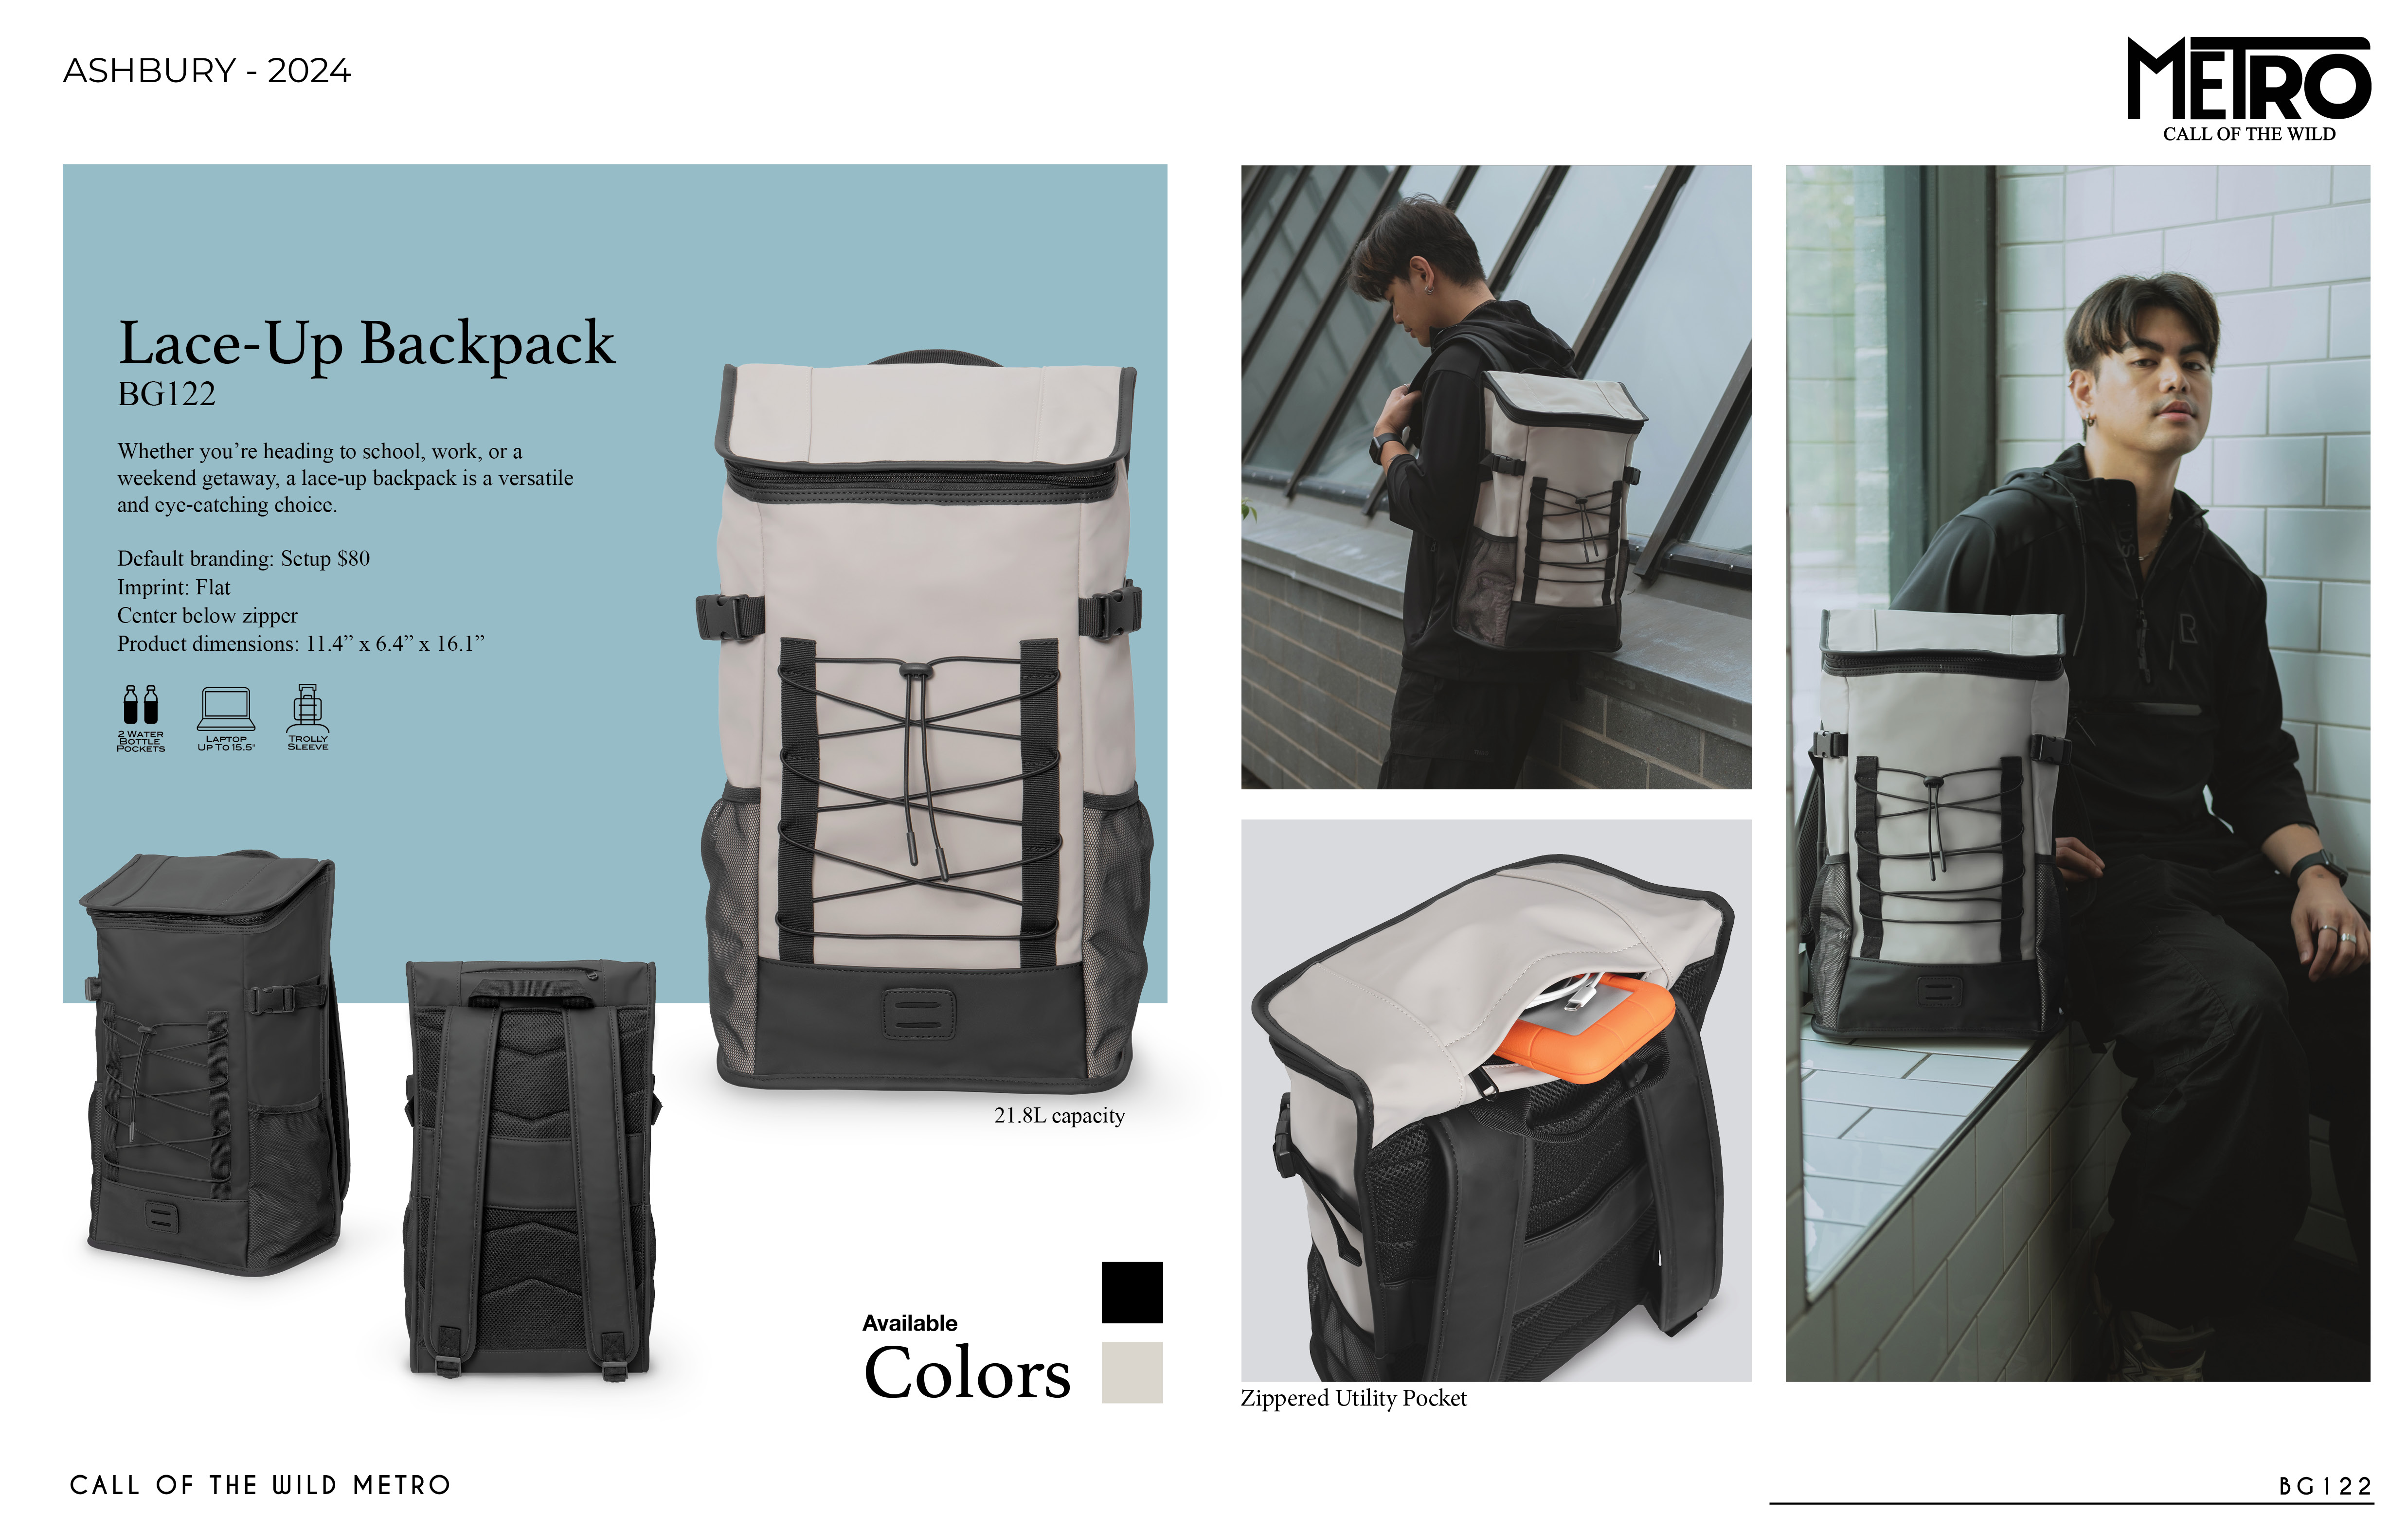 ASHBURY - 2024
METRO
CALL OF THE WILD
Lace-Up Backpack
BG122
Whether you’re heading to school, work, or a
weekend getaway, a lace-up backpack is a versatile
and eye-catching choice.
Default branding: Setup $80
Imprint: Flat
Center below zipper
Product dimensions: 11.4” x 6.4” x 16.1”
2 WATER
BOTTLE
POCKETS
LAPTOP
UP TO 15.5"
TROLLY
SLEEVE
21.8L capacity
Available
Colors
Zippered Utility Pocket
CALL OF THE WILD METRO
BG122